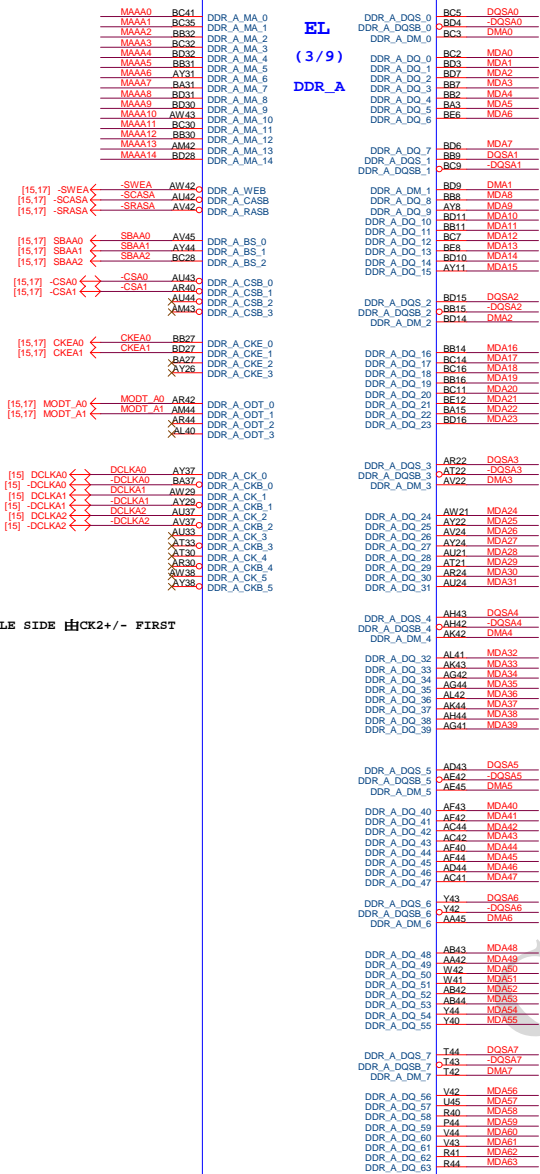 MAAA0 BC41 DDR_A_MA_0
MAAA1 BC35 DDR_A_MA_1
MAAA2 BB32 DDR_A_MA_2
MAAA3 BC32 DDR_A_MA_3
MAAA4 BD32 DDR_A_MA_4
MAAA5 BB31 DDR_A_MA_5
MAAA6 AY31 DDR_A_MA_6
MAAA7 BA31 DDR_A_MA_7
MAAA8 BD31 DDR_A_MA_8
MAAA9 BD30 DDR_A_MA_9
MAAA10 AW43 DDR_A_MA_10
MAAA11 BC30 DDR_A_MA_11
MAAA12 BB30 DDR_A_MA_12
MAAA13 AM42 DDR_A_MA_13
MAAA14 BD28 DDR_A_MA_14
[15,17] -SWEA -SWEA AW42 DDR_A_WEB
[15,17] -SCASA -SCASA AU42 DDR_A_CASB
[15,17] -SRASA -SRASA AV42 DDR_A_RASB
[15,17] SBAA0 SBAA0 AV45 DDR_A_BS_0
[15,17] SBAA1 SBAA1 AY44 DDR_A_BS_1
[15,17] SBAA2 SBAA2 BC28 DDR_A_BS_2
[15,17] -CSA0 -CSA0 AU43 DDR_A_CSB_0
[15,17] -CSA1 -CSA1 AR40 DDR_A_CSB_1
AU44 DDR_A_CSB_2
AM43 DDR_A_CSB_3
[15,17] CKEA0 CKEA0 BB27 DDR_A_CKE_0
[15,17] CKEA1 CKEA1 BD27 DDR_A_CKE_1
BA27 DDR_A_CKE_2
AY26 DDR_A_CKE_3
[15,17] MODT_A0 MODT_A0 AR42 DDR_A_ODT_0
[15,17] MODT_A1 MODT_A1 AM44 DDR_A_ODT_1
AR44 DDR_A_ODT_2
AL40 DDR_A_ODT_3
[15] DCLKA0 DCLKA0 AY37 DDR_A_CK_0
[15] -DCLKA0 -DCLKA0 BA37 DDR_A_CKB_0
[15] DCLKA1 DCLKA1 AW29 DDR_A_CK_1
[15] -DCLKA1 -DCLKA1 AY29 DDR_A_CKB_1
[15] DCLKA2 DCLKA2 AU37 DDR_A_CK_2
[15] -DCLKA2 -DCLKA2 AV37 DDR_A_CKB_2
AU33 DDR_A_CK_3
AT33 DDR_A_CKB_3
AT30 DDR_A_CK_4
AR30 DDR_A_CKB_4
AW38 DDR_A_CK_5
AY38 DDR_A_CKB_5
LE SIDE CK2+/- FIRST
EL
(3/9)
DDR_A
DDR_A_DQS_0 BC5 DQSA0
DDR_A_DQSB_0 BD4 -DQSA0
DDR_A_DM_0 BC3 DMA0
DDR_A_DQ_0 BC2 MDA0
DDR_A_DQ_1 BD3 MDA1
DDR_A_DQ_2 BD7 MDA2
DDR_A_DQ_3 BB7 MDA3
DDR_A_DQ_4 BB2 MDA4
DDR_A_DQ_5 BA3 MDA5
DDR_A_DQ_6 BE6 MDA6
DDR_A_DQ_7 BD6 MDA7
DDR_A_DQS_1 BB9 DQSA1
DDR_A_DQSB_1 BC9 -DQSA1
DDR_A_DM_1 BD9 DMA1
DDR_A_DQ_8 BB8 MDA8
DDR_A_DQ_9 AY8 MDA9
DDR_A_DQ_10 BD11 MDA10
DDR_A_DQ_11 BB11 MDA11
DDR_A_DQ_12 BC7 MDA12
DDR_A_DQ_13 BE8 MDA13
DDR_A_DQ_14 BD10 MDA14
DDR_A_DQ_15 AY11 MDA15
DDR_A_DQS_2 BD15 DQSA2
DDR_A_DQSB_2 BB15 -DQSA2
DDR_A_DM_2 BD14 DMA2
DDR_A_DQ_16 BB14 MDA16
DDR_A_DQ_17 BC14 MDA17
DDR_A_DQ_18 BC16 MDA18
DDR_A_DQ_19 BB16 MDA19
DDR_A_DQ_20 BC11 MDA20
DDR_A_DQ_21 BE12 MDA21
DDR_A_DQ_22 BA15 MDA22
DDR_A_DQ_23 BD16 MDA23
DDR_A_DQS_3 AR22 DQSA3
DDR_A_DQSB_3 AT22 -DQSA3
DDR_A_DM_3 AV22 DMA3
DDR_A_DQ_24 AW21 MDA24
DDR_A_DQ_25 AY22 MDA25
DDR_A_DQ_26 AV24 MDA26
DDR_A_DQ_27 AY24 MDA27
DDR_A_DQ_28 AU21 MDA28
DDR_A_DQ_29 AT21 MDA29
DDR_A_DQ_30 AR24 MDA30
DDR_A_DQ_31 AU24 MDA31
DDR_A_DQS_4 AH43 DQSA4
DDR_A_DQSB_4 AH42 -DQSA4
DDR_A_DM_4 AK42 DMA4
DDR_A_DQ_32 AL41 MDA32
DDR_A_DQ_33 AK43 MDA33
DDR_A_DQ_34 AG42 MDA34
DDR_A_DQ_35 AG44 MDA35
DDR_A_DQ_36 AL42 MDA36
DDR_A_DQ_37 AK44 MDA37
DDR_A_DQ_38 AH44 MDA38
DDR_A_DQ_39 AG41 MDA39
DDR_A_DQS_5 AD43 DQSA5
DDR_A_DQSB_5 AE42 -DQSA5
DDR_A_DM_5 AE45 DMA5
DDR_A_DQ_40 AF43 MDA40
DDR_A_DQ_41 AF42 MDA41
DDR_A_DQ_42 AC44 MDA42
DDR_A_DQ_43 AC42 MDA43
DDR_A_DQ_44 AF40 MDA44
DDR_A_DQ_45 AF44 MDA45
DDR_A_DQ_46 AD44 MDA46
DDR_A_DQ_47 AC41 MDA47
DDR_A_DQS_6 Y43 DQSA6
DDR_A_DQSB_6 Y42 -DQSA6
DDR_A_DM_6 AA45 DMA6
DDR_A_DQ_48 AB43 MDA48
DDR_A_DQ_49 AA42 MDA49
DDR_A_DQ_50 W42 MDA50
DDR_A_DQ_51 W41 MDA51
DDR_A_DQ_52 AB42 MDA52
DDR_A_DQ_53 AB44 MDA53
DDR_A_DQ_54 Y44 MDA54
DDR_A_DQ_55 Y40 MDA55
DDR_A_DQS_7 T44 DQSA7
DDR_A_DQSB_7 T43 -DQSA7
DDR_A_DM_7 T42 DMA7
DDR_A_DQ_56 V42 MDA56
DDR_A_DQ_57 U45 MDA57
DDR_A_DQ_58 R40 MDA58
DDR_A_DQ_59 P44 MDA59
DDR_A_DQ_60 V44 MDA60
DDR_A_DQ_61 V43 MDA61
DDR_A_DQ_62 R41 MDA62
DDR_A_DQ_63 R44 MDA63